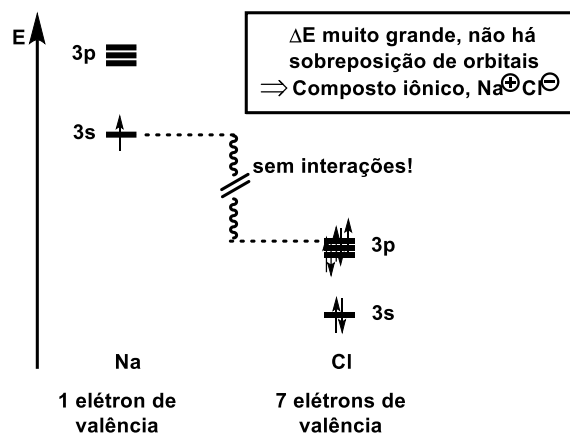 E
3p
3s
ΔE muito grande, não há
sobreposição de orbitais
⇒ Composto iônico, Na⊕Cl⊖
sem interações!
3p
3s
Na
Cl
1 elétron de
valência
7 elétrons de
valência